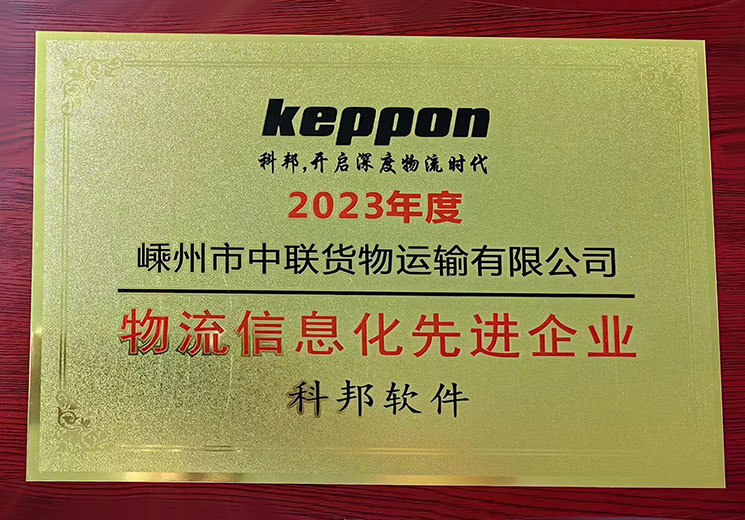 keppon
科邦,开启深度物流时代
2023年度
嵊州市中联货物运输有限公司
物流信息化先进企业
科邦软件